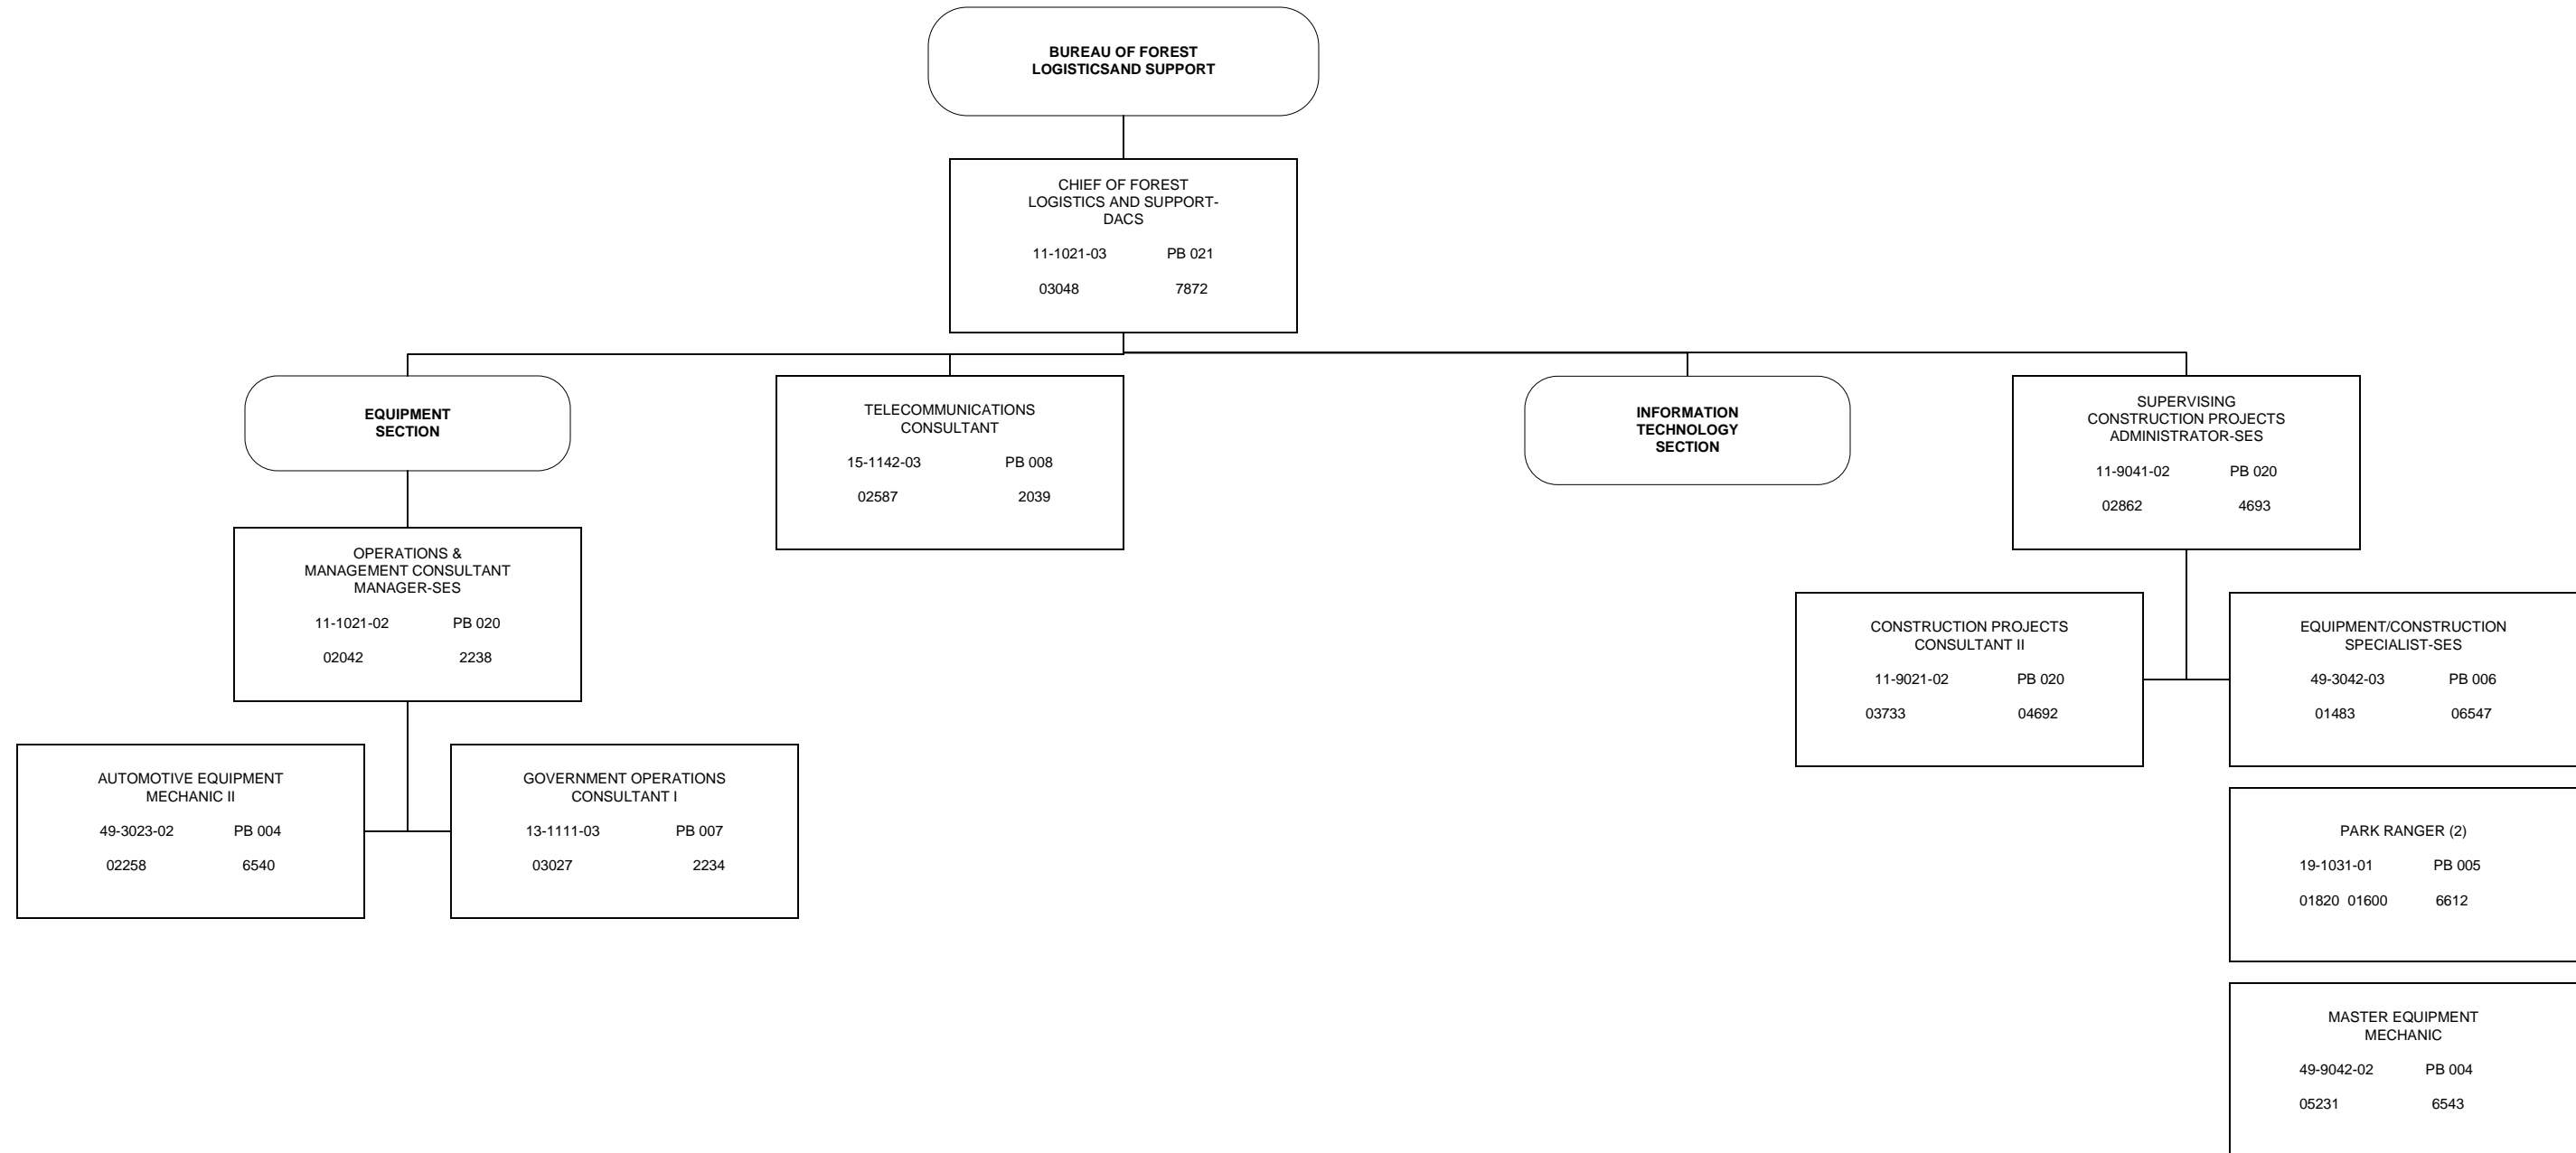 BUREAU OF FOREST
LOGISTICSAND SUPPORT
CHIEF OF FOREST
LOGISTICS AND SUPPORT-
DACS
11-1021-03 PB 021
03048 7872
EQUIPMENT
SECTION
TELECOMMUNICATIONS
CONSULTANT
15-1142-03 PB 008
02587 2039
INFORMATION
TECHNOLOGY
SECTION
SUPERVISING
CONSTRUCTION PROJECTS
ADMINISTRATOR-SES
11-9041-02 PB 020
02862 4693
OPERATIONS &
MANAGEMENT CONSULTANT
MANAGER-SES
11-1021-02 PB 020
02042 2238
CONSTRUCTION PROJECTS
CONSULTANT II
11-9021-02 PB 020
03733 04692
EQUIPMENT/CONSTRUCTION
SPECIALIST-SES
49-3042-03 PB 006
01483 06547
AUTOMOTIVE EQUIPMENT
MECHANIC II
49-3023-02 PB 004
02258 6540
GOVERNMENT OPERATIONS
CONSULTANT I
13-1111-03 PB 007
03027 2234
PARK RANGER (2)
19-1031-01 PB 005
01820 01600 6612
MASTER EQUIPMENT
MECHANIC
49-9042-02 PB 004
05231 6543